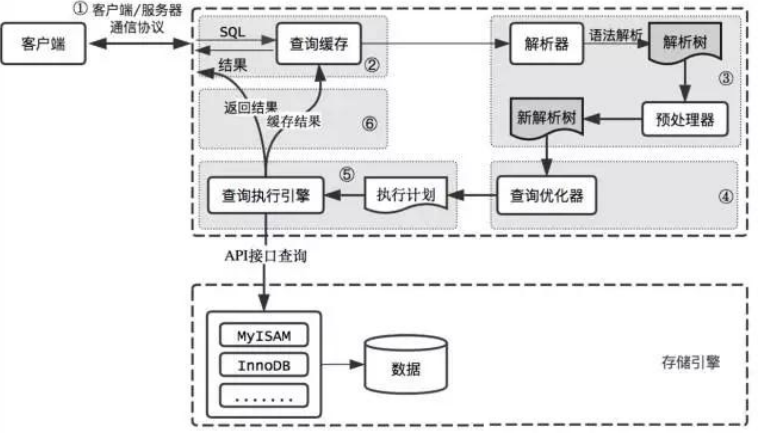 ① 客户端/服务器
通信协议
客户端
SQL
结果
查询缓存
②
解析器
语法解析
解析树
③
返回结果
缓存结果
⑥
新解析树
预处理器
查询执行引擎
⑤
执行计划
查询优化器
④
API接口查询
MyISAM
InnoDB
.......
数据
存储引擎